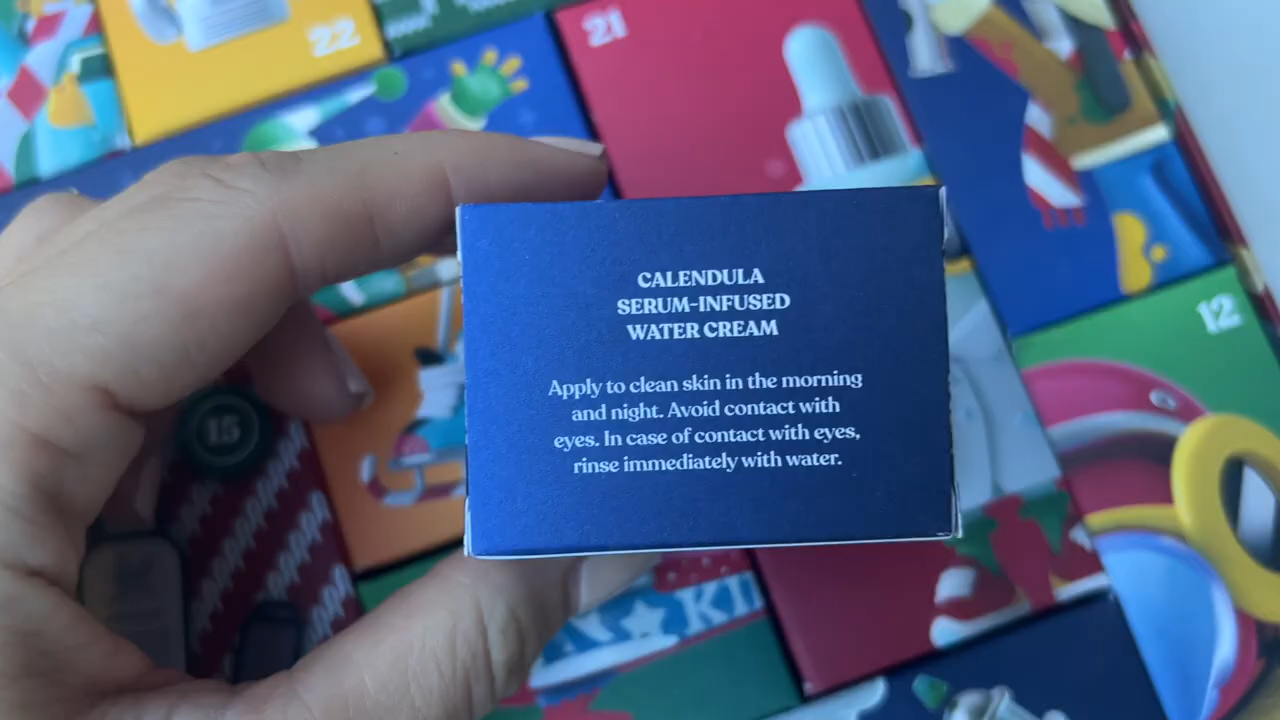 22
21
CALENDULA
SERUM-INFUSED
WATER CREAM
Apply to clean skin in the morning
and night. Avoid contact with
eyes. In case of contact with eyes,
rinse immediately with water.
12
15
KI